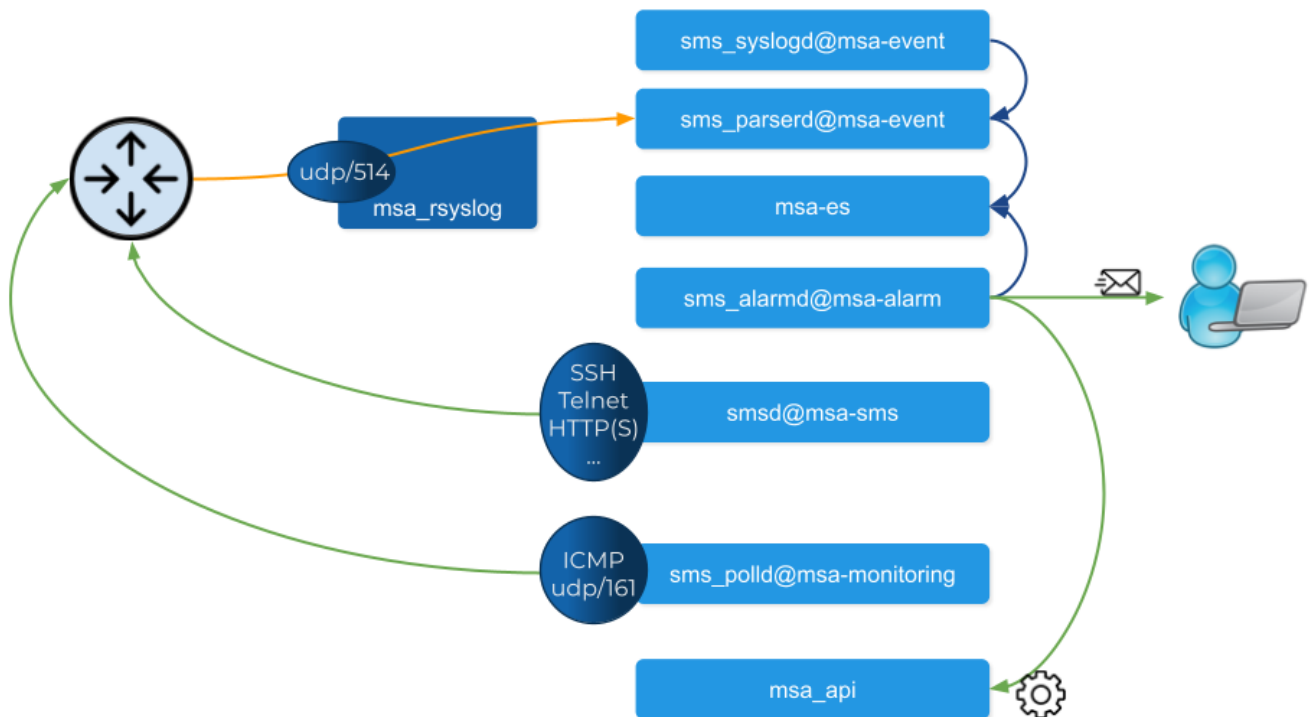 sms_syslogd@msa-event
sms_parserd@msa-event
udp/514
msa_rsyslog
msa-es
sms_alarmd@msa-alarm
SSH
Telnet
HTTP(S)
...
smsd@msa-sms
ICMP
udp/161
sms_polld@msa-monitoring
msa_api